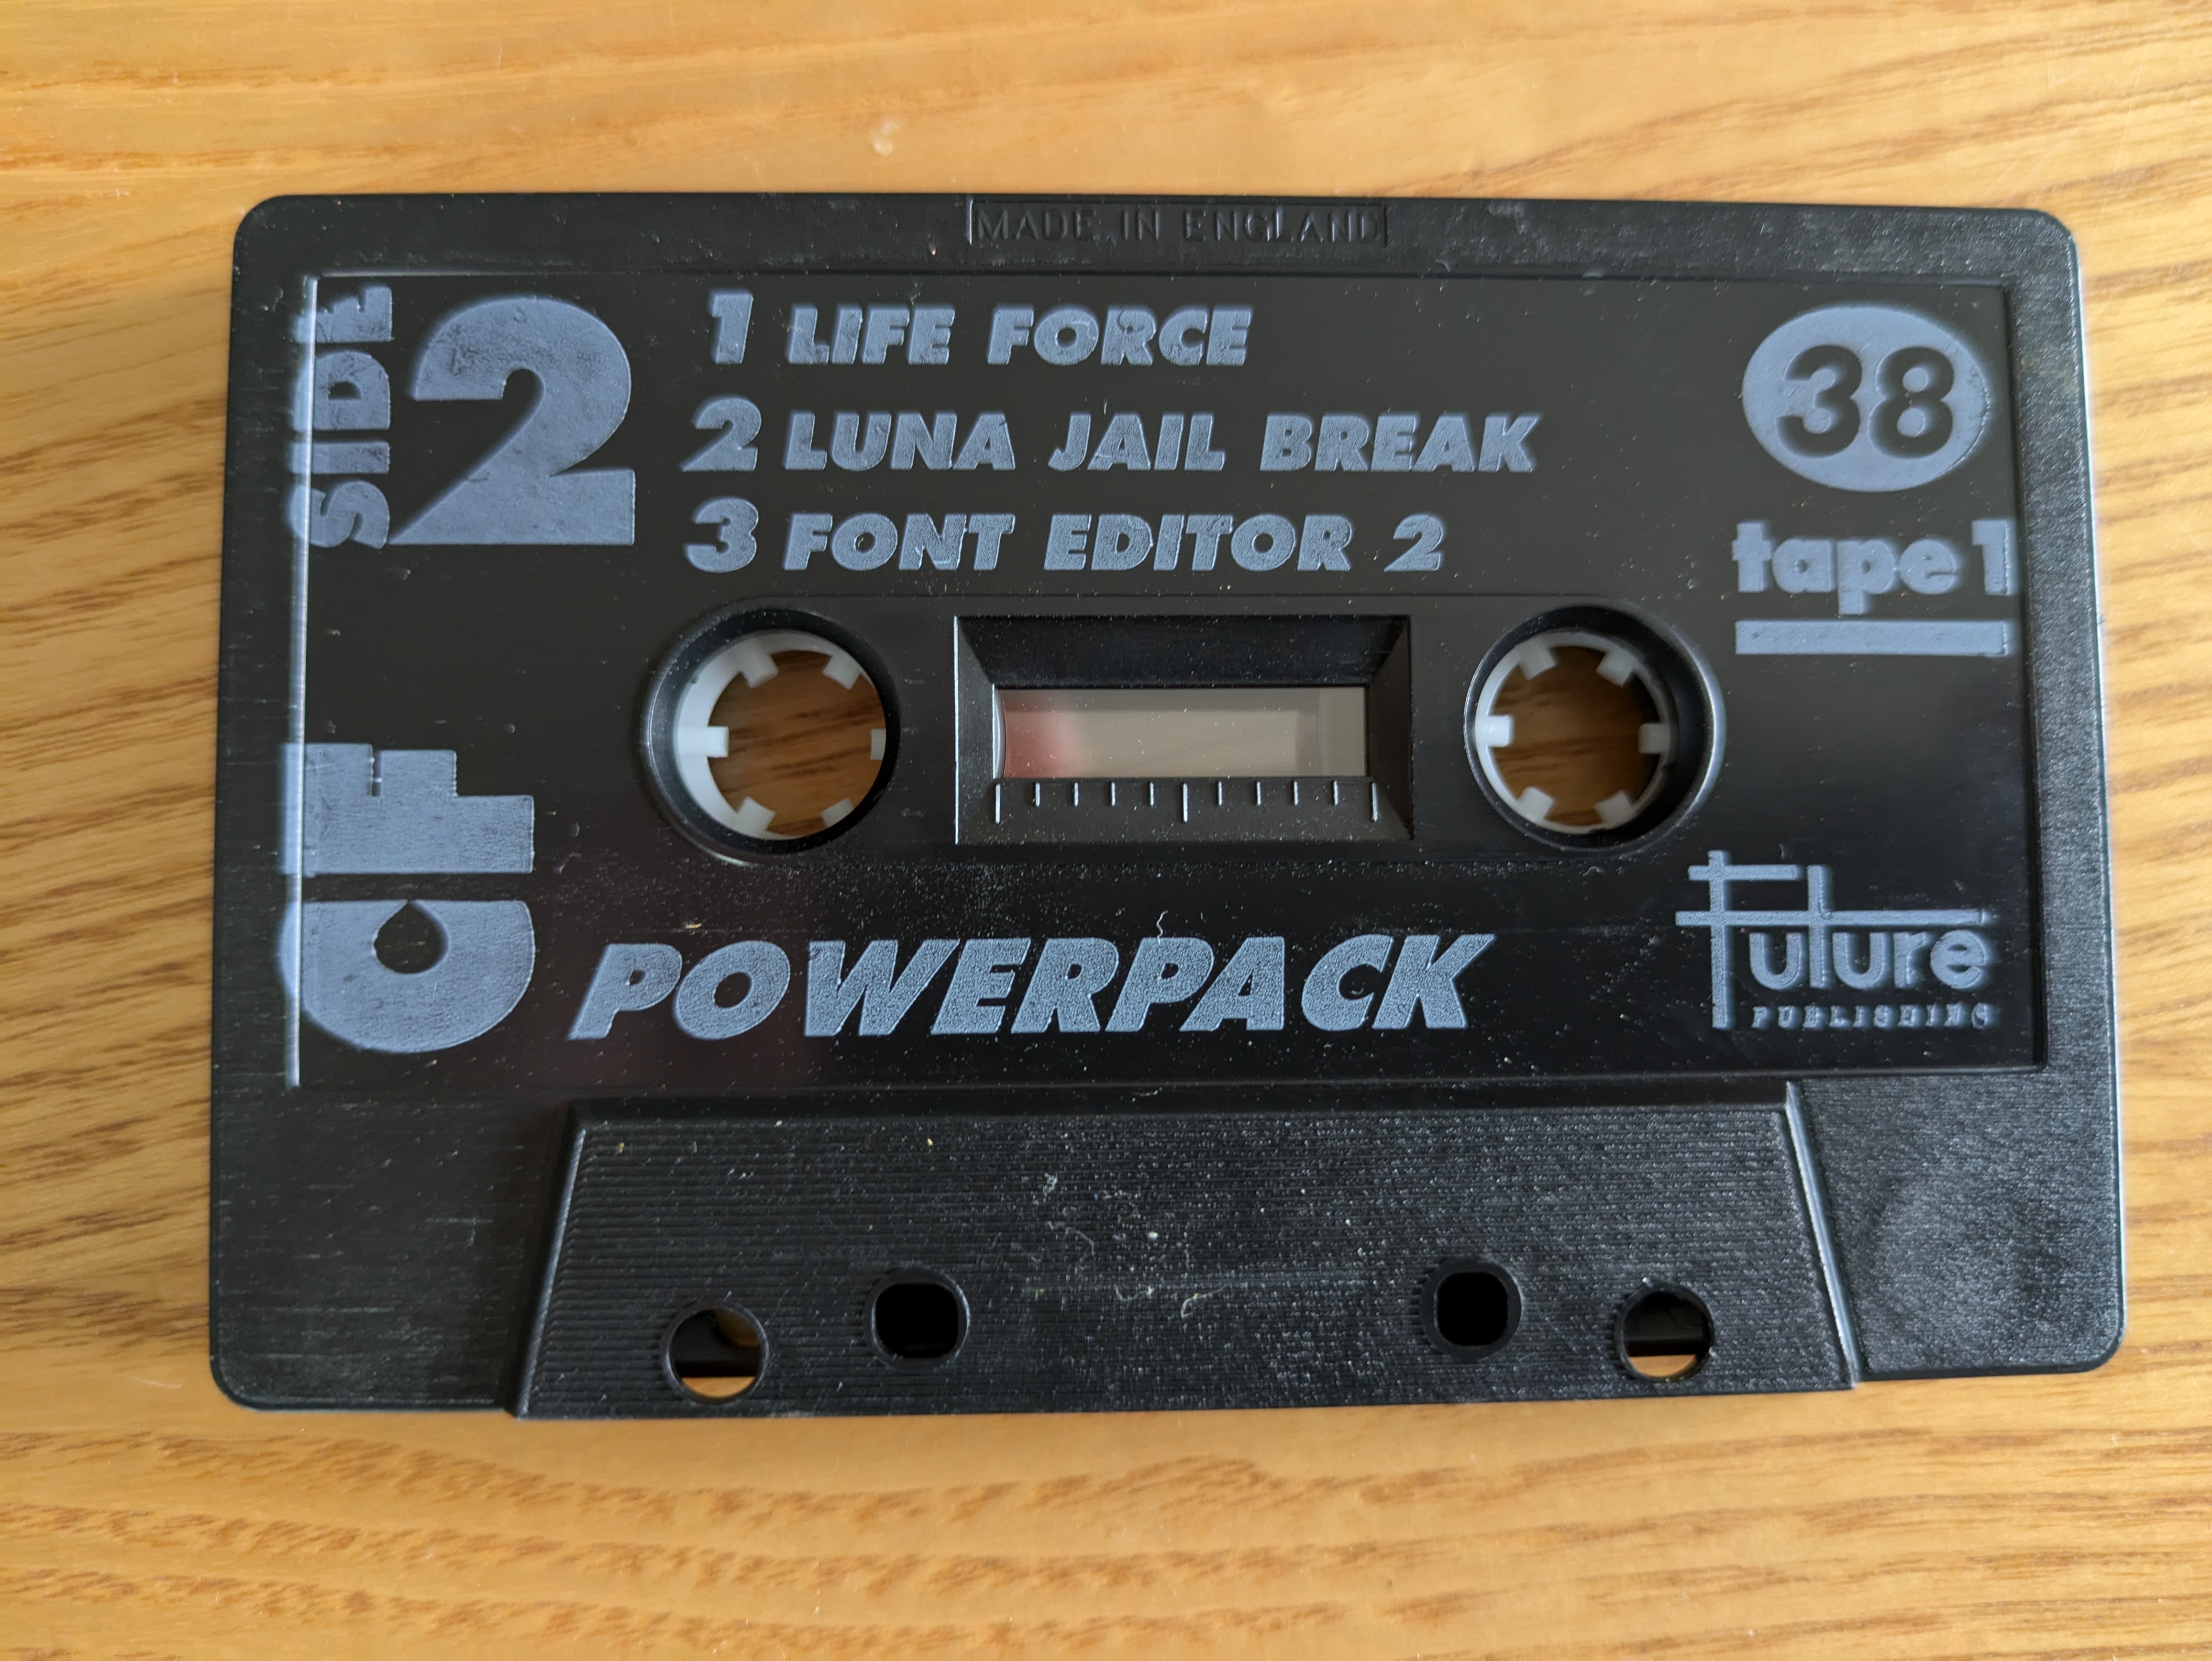 MADE IN ENGLAND
SIDE 2
1 LIFE FORCE
2 LUNA JAIL BREAK
3 FONT EDITOR 2
38
tape 1
CF
POWERPACK
Future
PUBLISHING